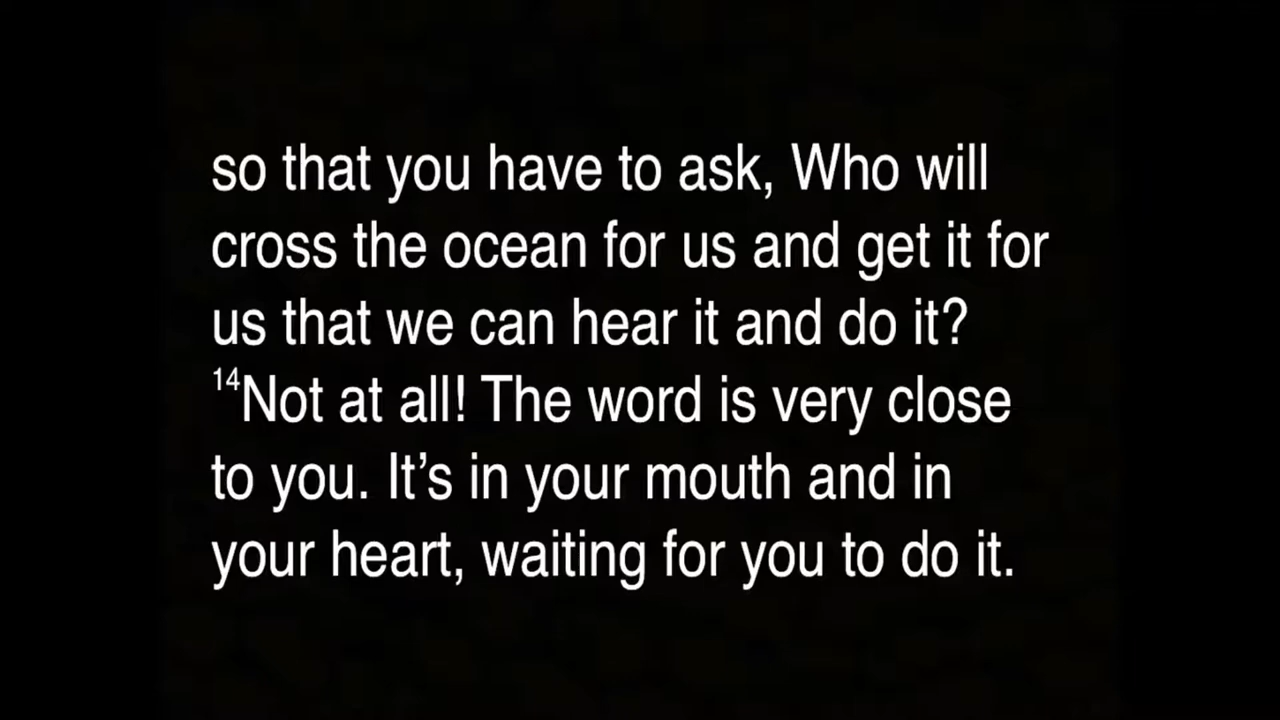 so that you have to ask, Who will
cross the ocean for us and get it for
us that we can hear it and do it?
¹⁴Not at all! The word is very close
to you. It’s in your mouth and in
your heart, waiting for you to do it.